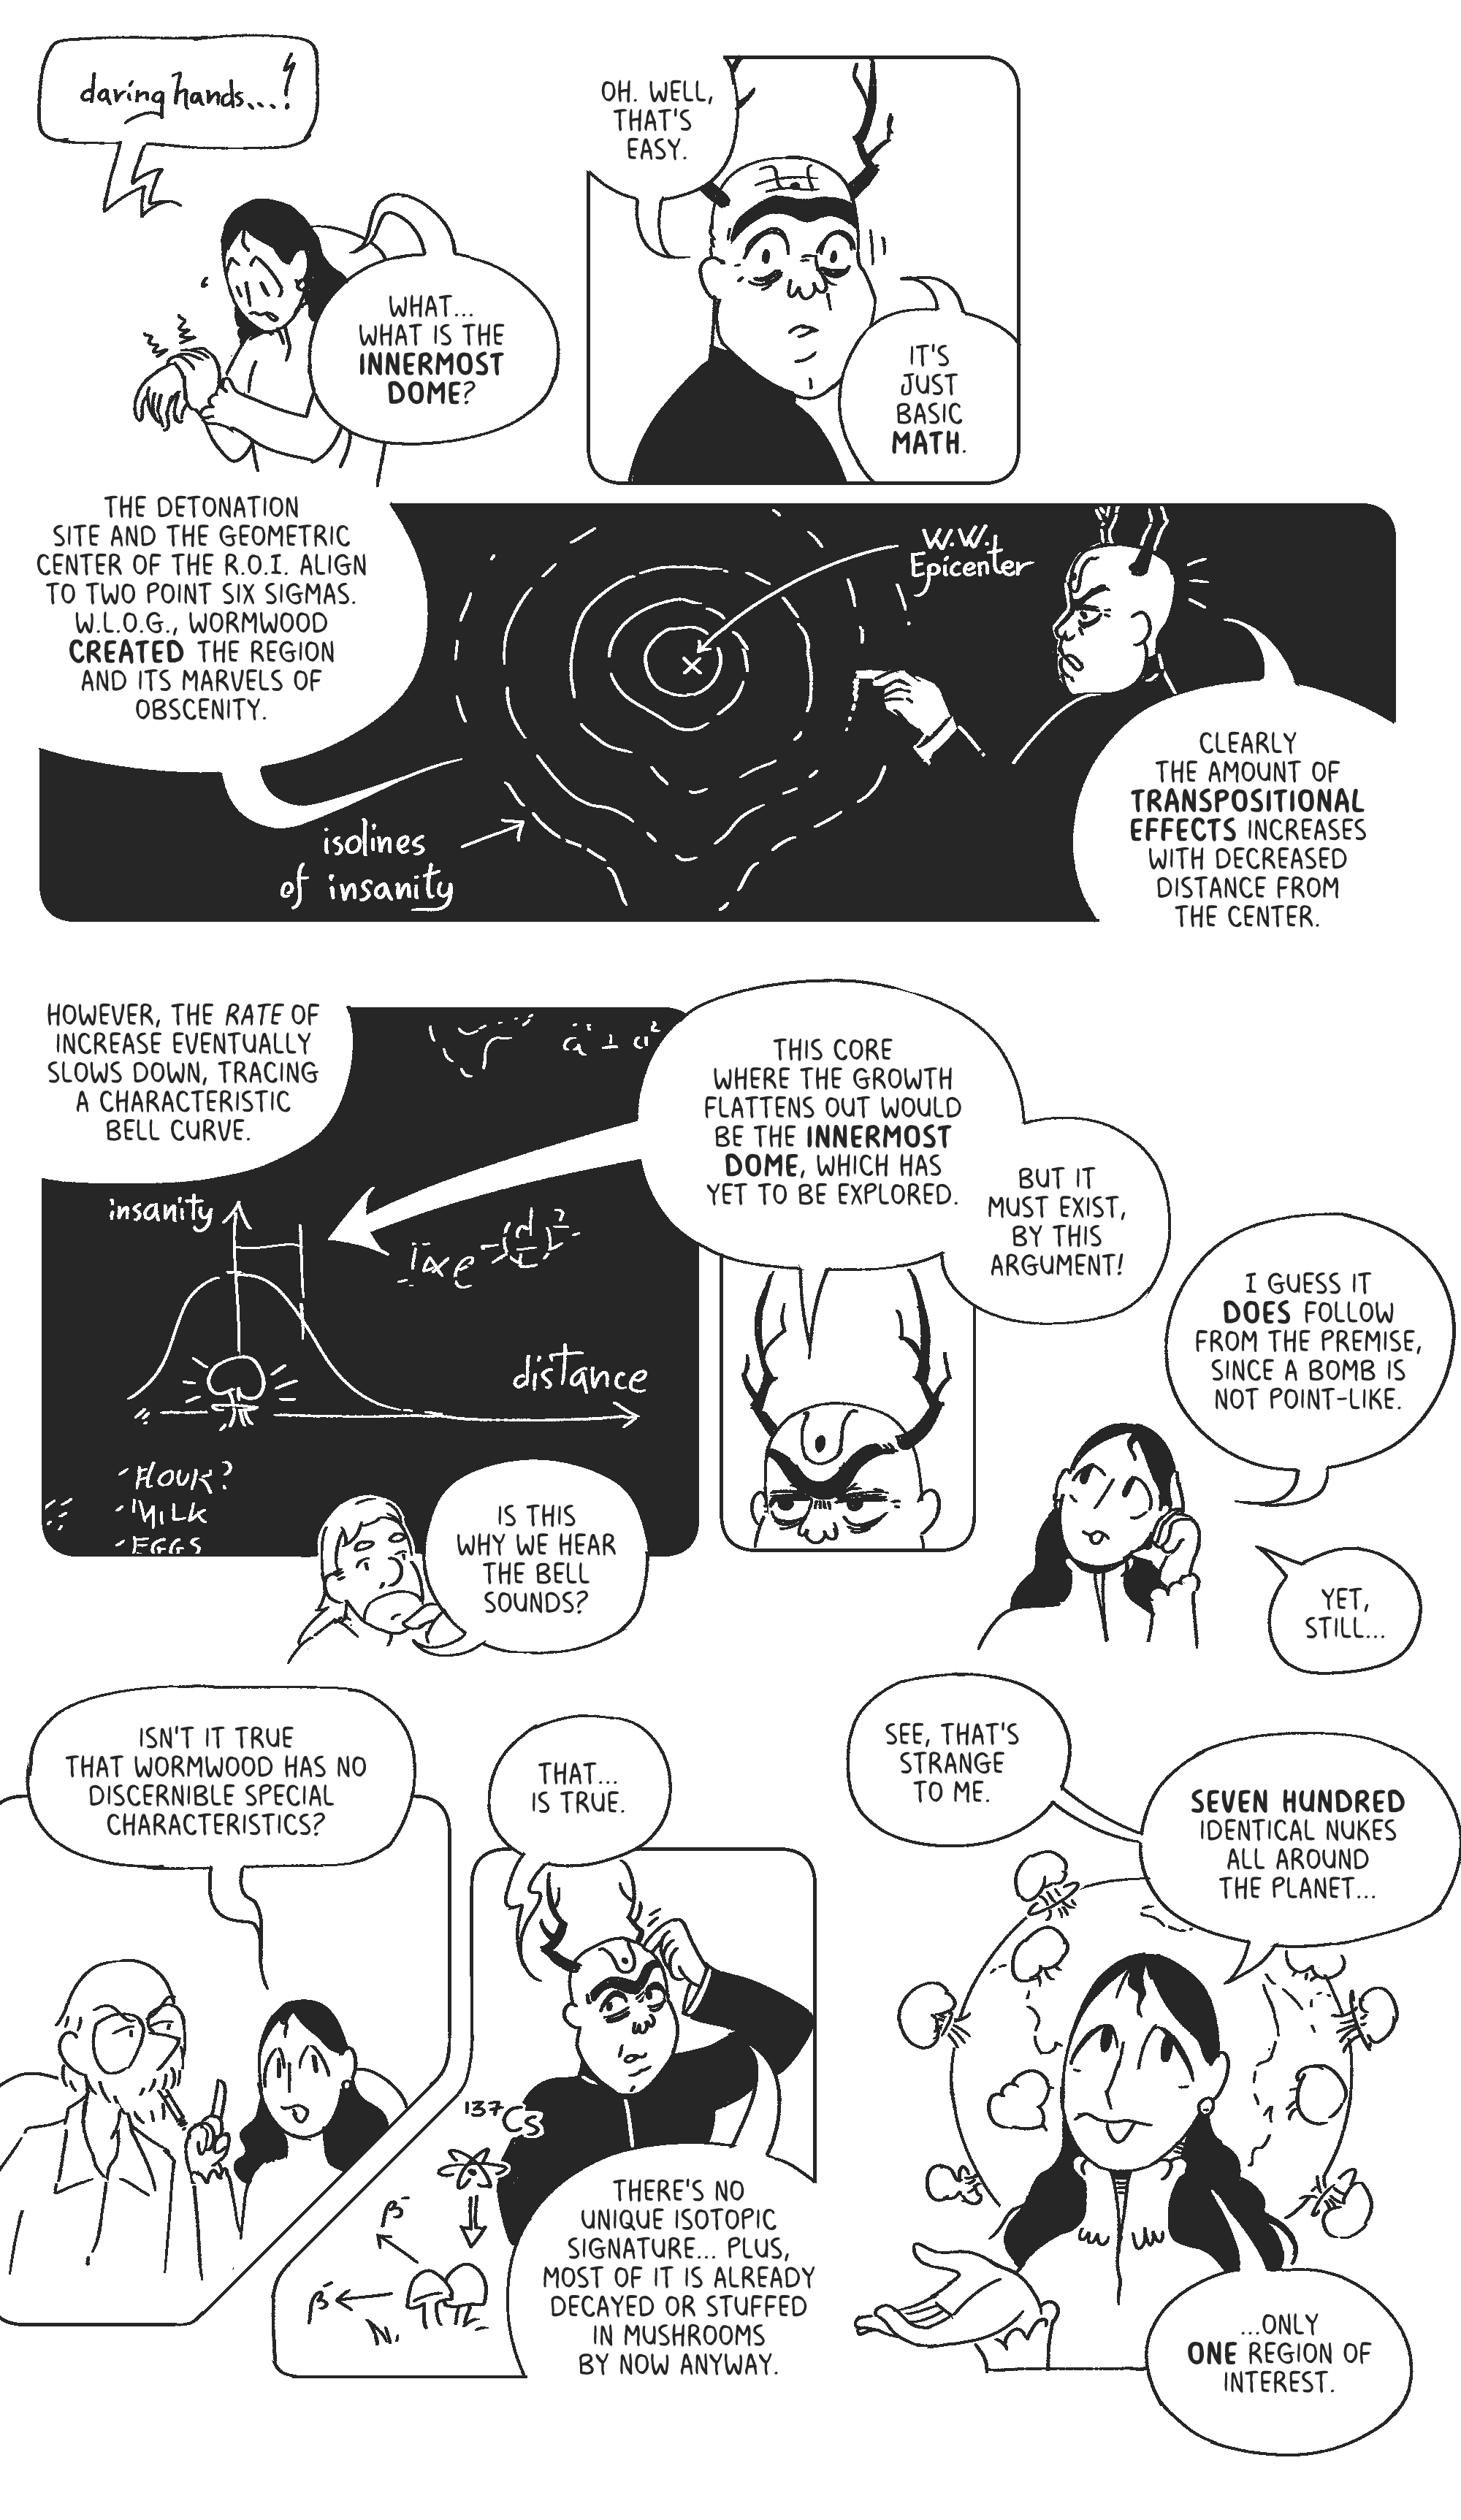 daring hands...!
WHAT...
WHAT IS THE
INNERMOST
DOME?
OH. WELL,
THAT'S
EASY.
IT'S
JUST
BASIC
MATH.
THE DETONATION
SITE AND THE GEOMETRIC
CENTER OF THE R.O.I. ALIGN
TO TWO POINT SIX SIGMAS.
W.L.O.G., WORMWOOD
CREATED THE REGION
AND ITS MARVELS OF
OBSCENITY.
W.W.
Epicenter
isolines
of insanity
CLEARLY
THE AMOUNT OF
TRANSPOSITIONAL
EFFECTS INCREASES
WITH DECREASED
DISTANCE FROM
THE CENTER.
HOWEVER, THE RATE OF
INCREASE EVENTUALLY
SLOWS DOWN, TRACING
A CHARACTERISTIC
BELL CURVE.
THIS CORE
WHERE THE GROWTH
FLATTENS OUT WOULD
BE THE INNERMOST
DOME, WHICH HAS
YET TO BE EXPLORED.
BUT IT
MUST EXIST,
BY THIS
ARGUMENT!
insanity
distance
-FLOUR?
-MILK
-EGGS
IS THIS
WHY WE HEAR
THE BELL
SOUNDS?
I GUESS IT
DOES FOLLOW
FROM THE PREMISE,
SINCE A BOMB IS
NOT POINT-LIKE.
YET,
STILL...
ISN'T IT TRUE
THAT WORMWOOD HAS NO
DISCERNIBLE SPECIAL
CHARACTERISTICS?
THAT...
IS TRUE.
¹³⁷Cs
β⁻
β⁻
THERE'S NO
UNIQUE ISOTOPIC
SIGNATURE... PLUS,
MOST OF IT IS ALREADY
DECAYED OR STUFFED
IN MUSHROOMS
BY NOW ANYWAY.
SEE, THAT'S
STRANGE
TO ME.
SEVEN HUNDRED
IDENTICAL NUKES
ALL AROUND
THE PLANET...
...ONLY
ONE REGION OF
INTEREST.